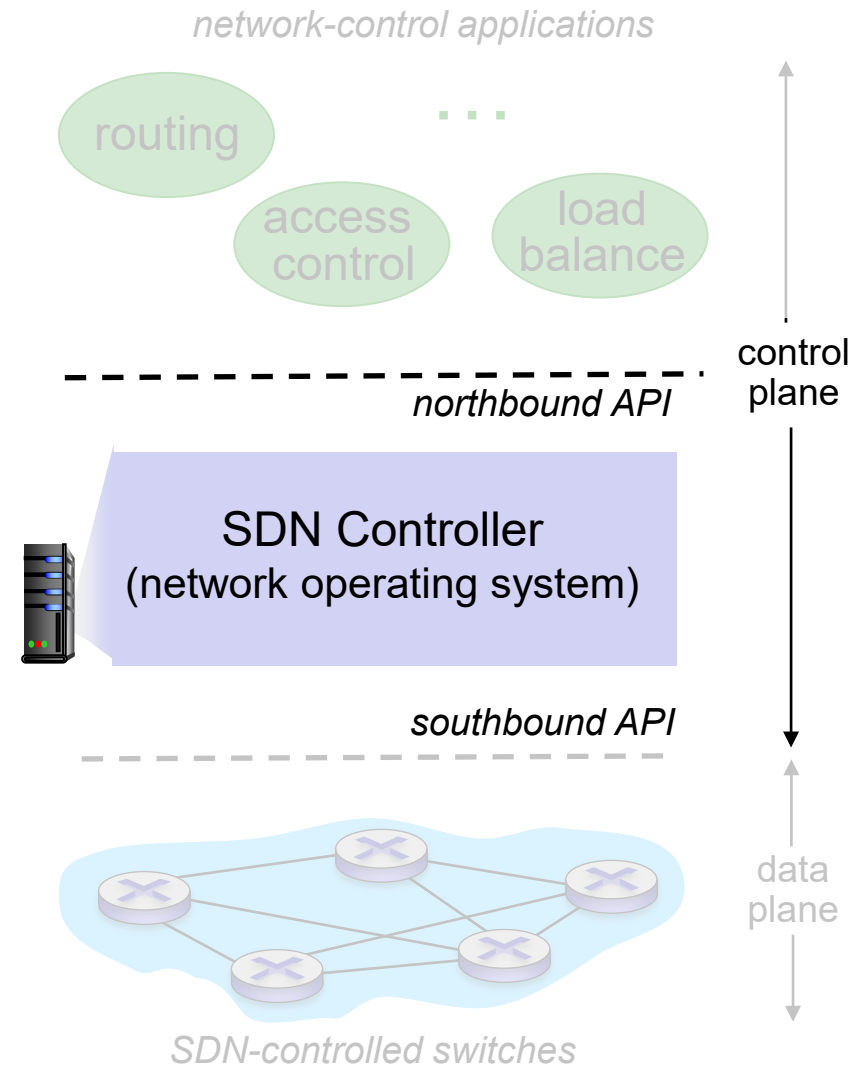 network-control applications
routing
. . .
access
control
load
balance
control
plane
northbound API
SDN Controller
(network operating system)
southbound API
data
plane
SDN-controlled switches